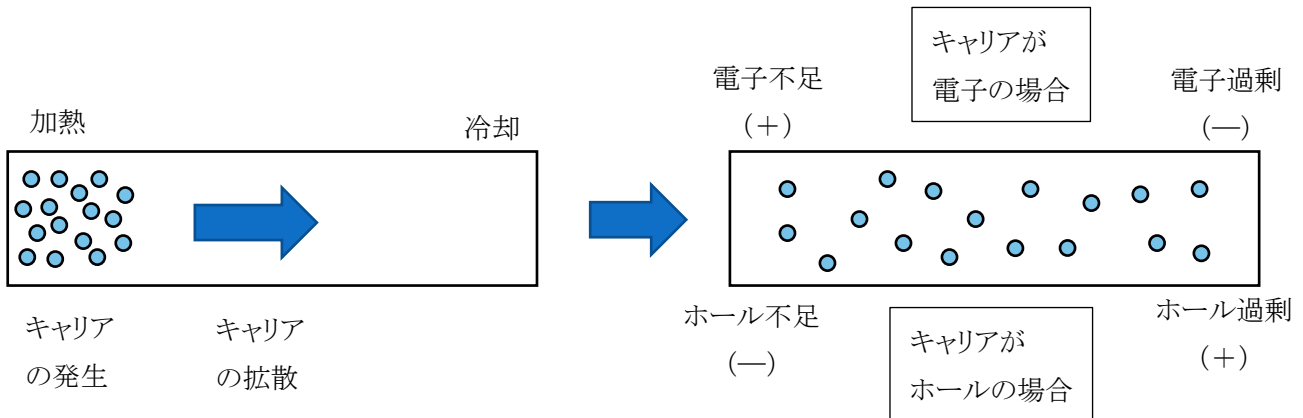 加熱
冷却
キャリア
の発生
キャリア
の拡散
電子不足
(+)
キャリアが
電子の場合
電子過剰
(—)
ホール不足
(—)
キャリアが
ホールの場合
ホール過剰
(+)